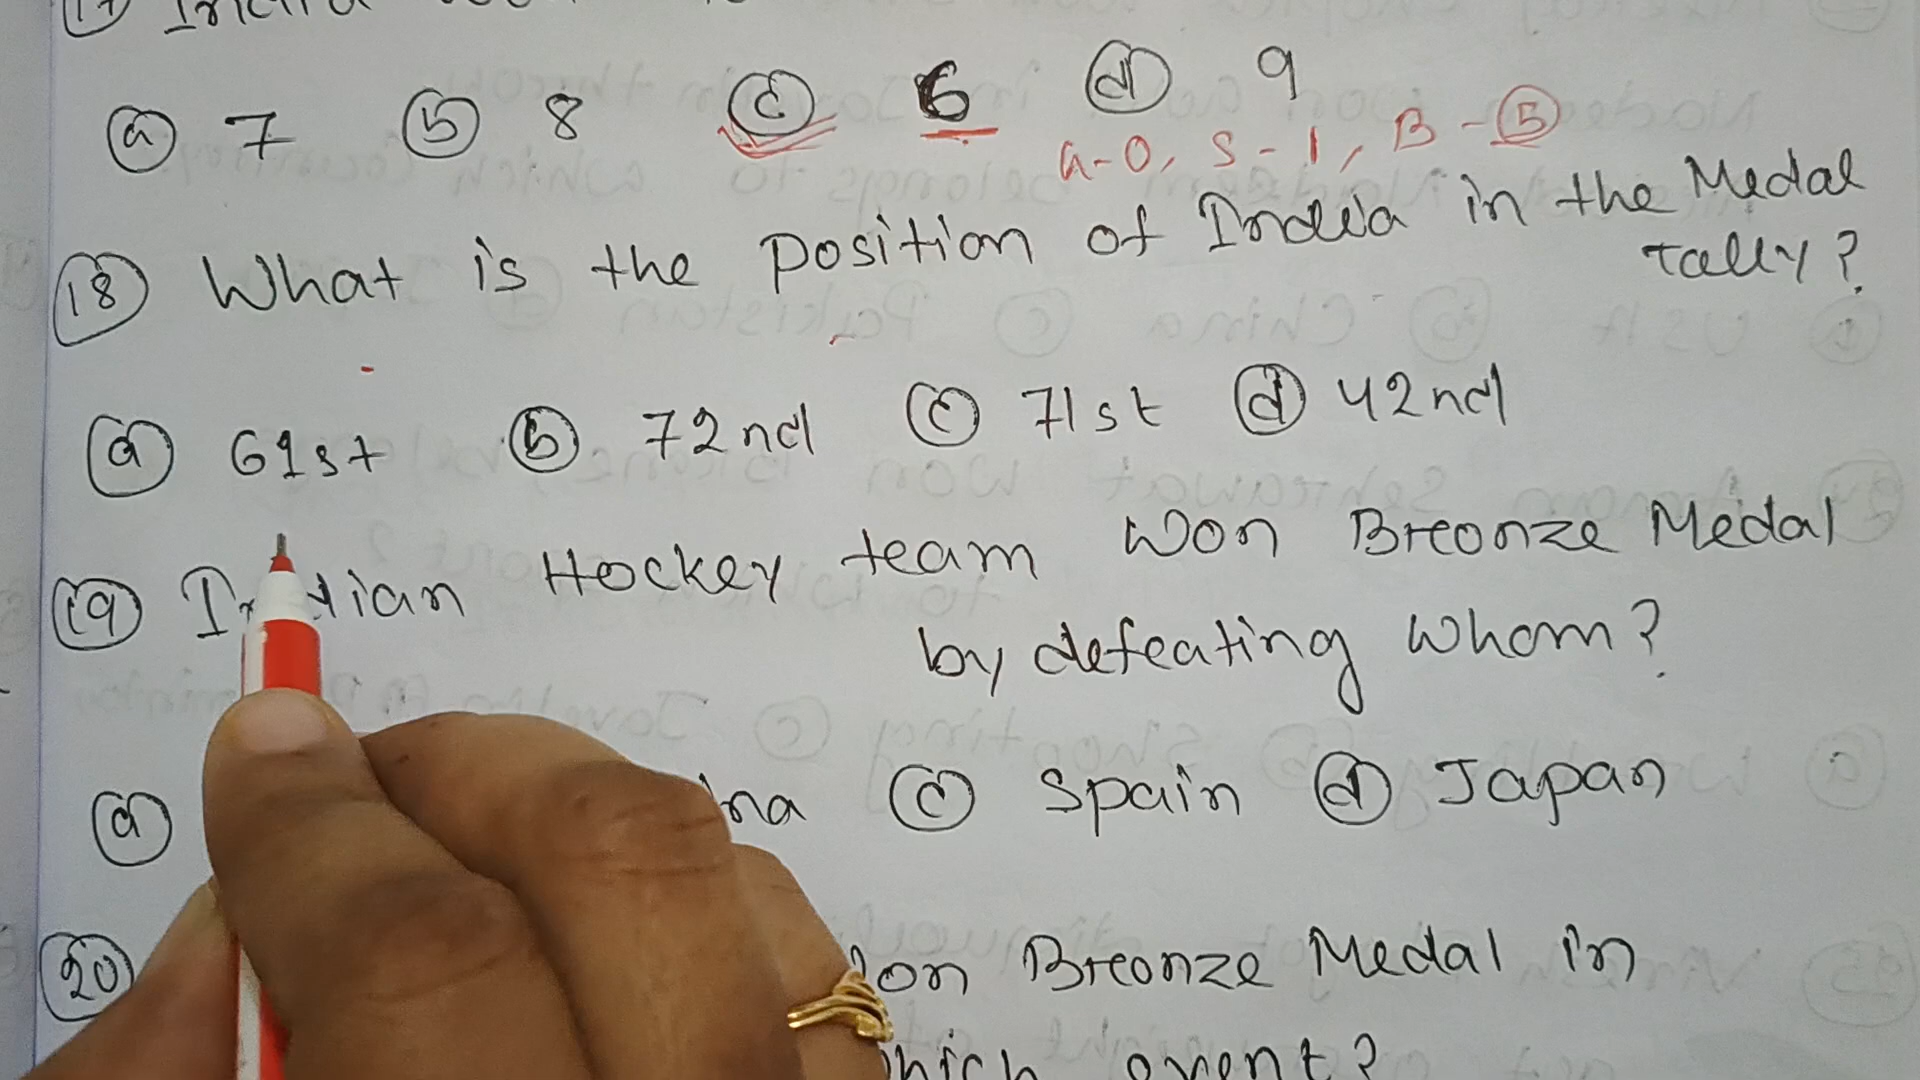 17 India
a 7 b 8 c 6 d 9
G-0, S-1, B-5
18 What is the position of India in the Medal
tally?
a 61st b 72nd c 71st d 42nd
19 Indian Hockey team won Breonze Medal
by defeating whom?
a c Spain d Japan
20 Breonze Medal in
event?